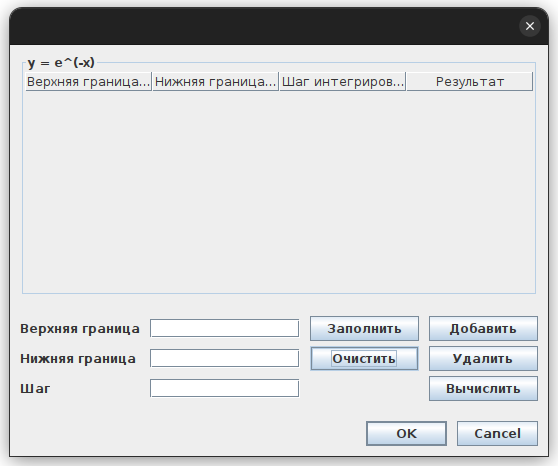 y = e^(-x)
Верхняя граница... Нижняя граница... Шаг интегриров... Результат
Верхняя граница Заполнить Добавить
Нижняя граница Очистить Удалить
Шаг Вычислить
OK Cancel